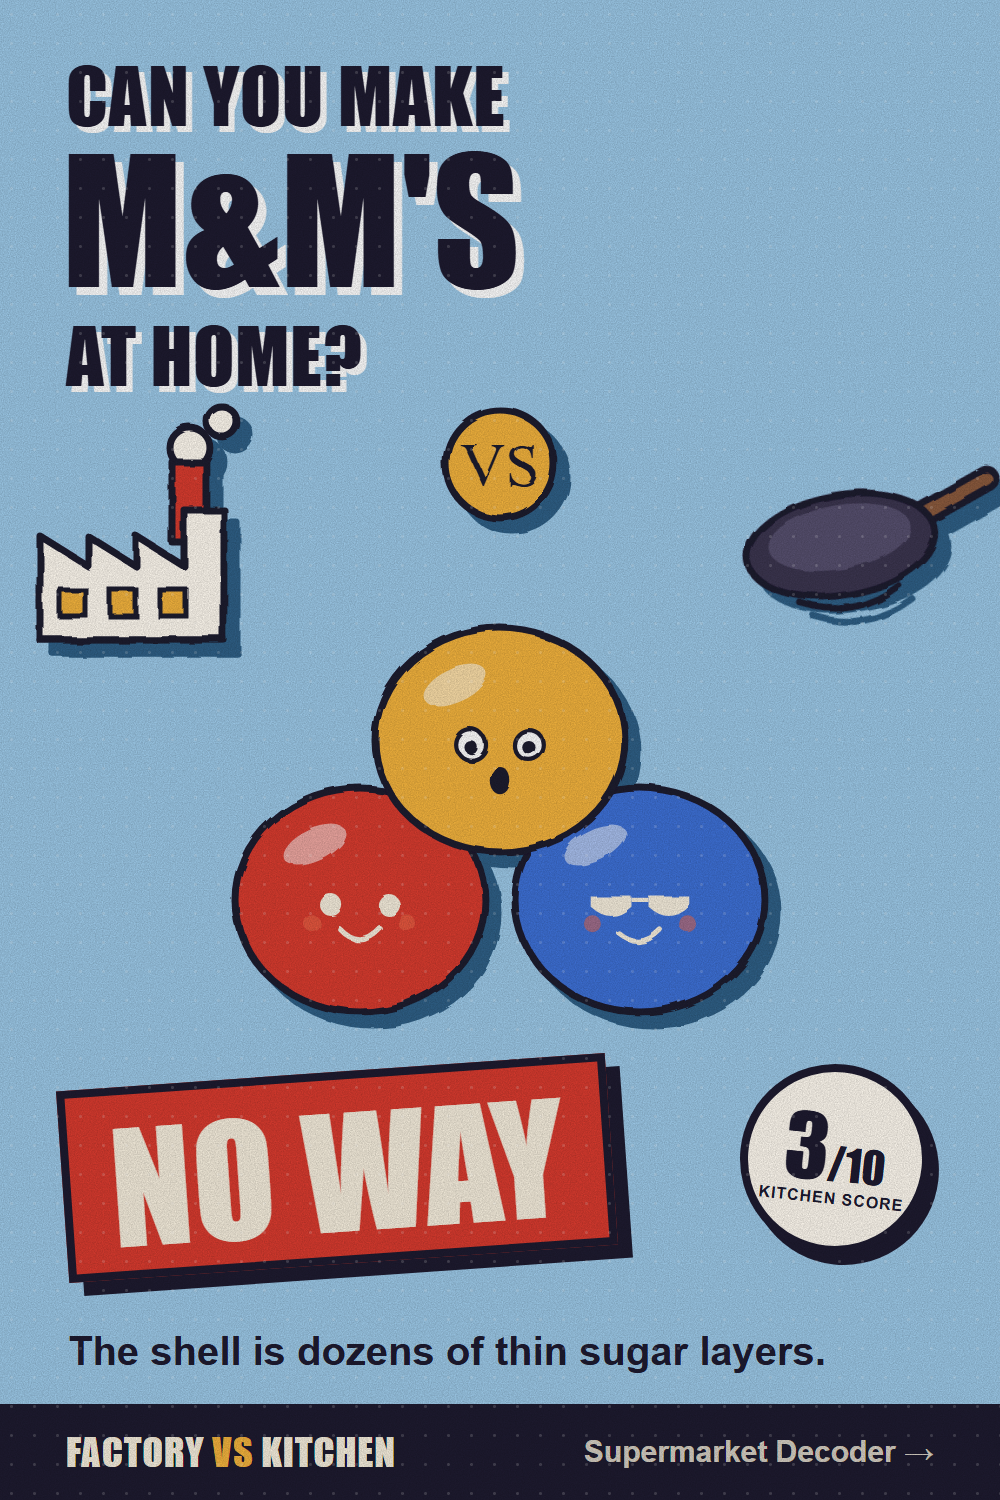 CAN YOU MAKE
M&M'S
AT HOME?
VS
NO WAY
3/10
KITCHEN SCORE
The shell is dozens of thin sugar layers.
FACTORY VS KITCHEN
Supermarket Decoder →